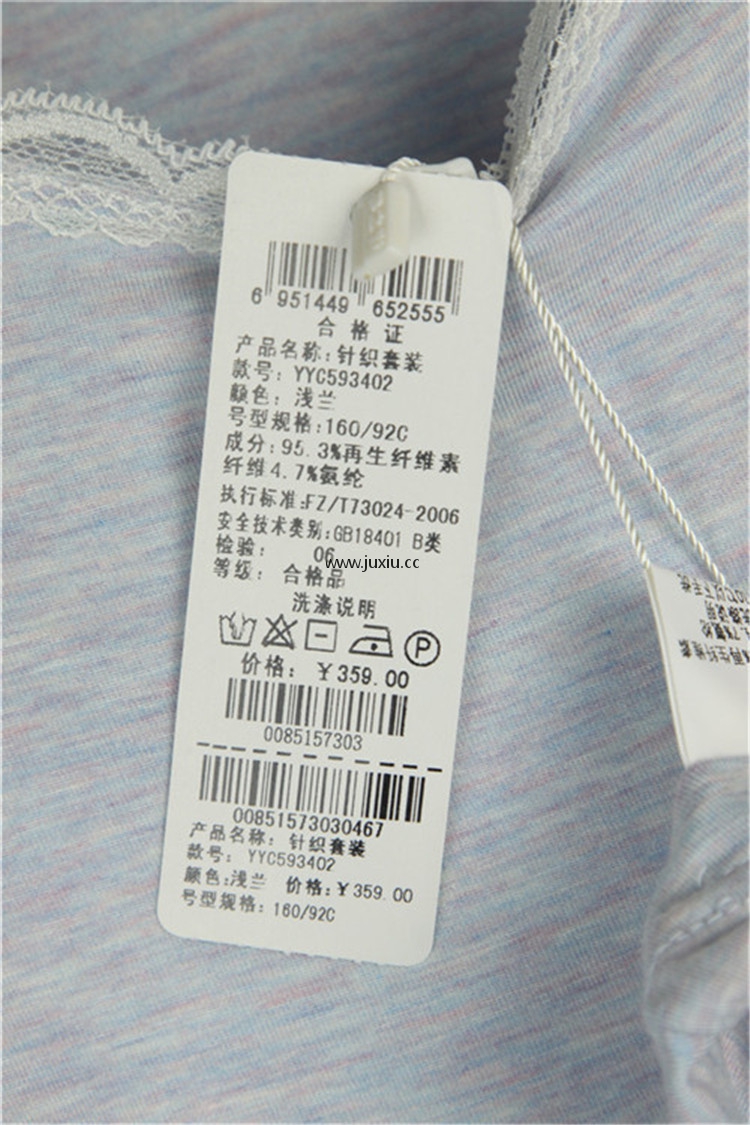 6 951449 652555
合格证
产品名称:针织套装
款号: YYC593402
颜色: 浅兰
号型规格:160/92C
成分:95.3%再生纤维素
纤维4.7%氨纶
执行标准:FZ/T73024-2006
安全技术类别:GB18401 B类
检验: 06
www.juxiu.cc
等级: 合格品
洗涤说明
P
价格: ￥359.00
0085157303
00851573030467
产品名称: 针织套装
款号: YYC593402
颜色:浅兰 价格:￥359.00
号型规格: 160/92C